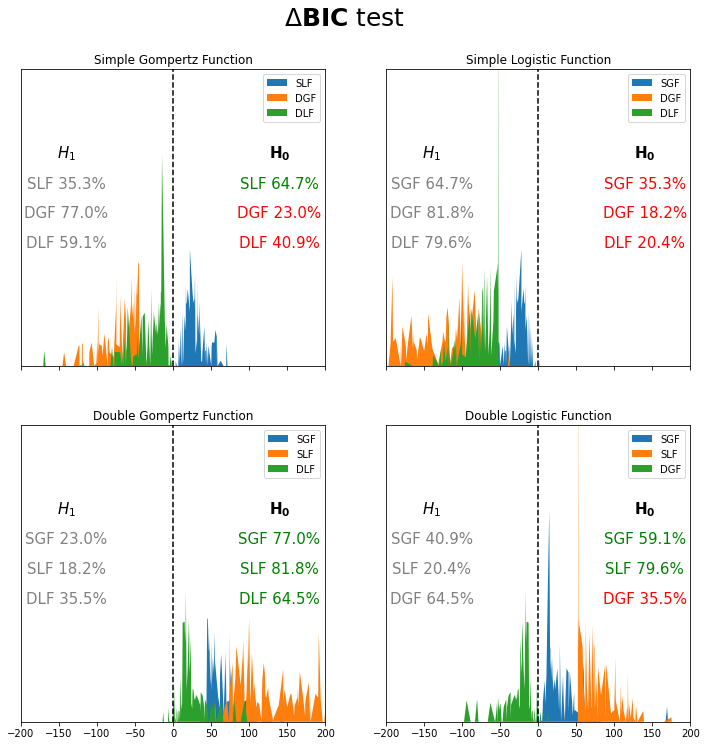 ΔBIC test
Simple Gompertz Function
SLF
DGF
DLF
H₁
H₀
SLF 35.3%
SLF 64.7%
DGF 77.0%
DGF 23.0%
DLF 59.1%
DLF 40.9%
Simple Logistic Function
SGF
DGF
DLF
H₁
H₀
SGF 64.7%
SGF 35.3%
DGF 81.8%
DGF 18.2%
DLF 79.6%
DLF 20.4%
Double Gompertz Function
SGF
SLF
DLF
H₁
H₀
SGF 23.0%
SGF 77.0%
SLF 18.2%
SLF 81.8%
DLF 35.5%
DLF 64.5%
−200 −150 −100 −50 0 50 100 150 200
Double Logistic Function
SGF
SLF
DGF
H₁
H₀
SGF 40.9%
SGF 59.1%
SLF 20.4%
SLF 79.6%
DGF 64.5%
DGF 35.5%
−200 −150 −100 −50 0 50 100 150 200